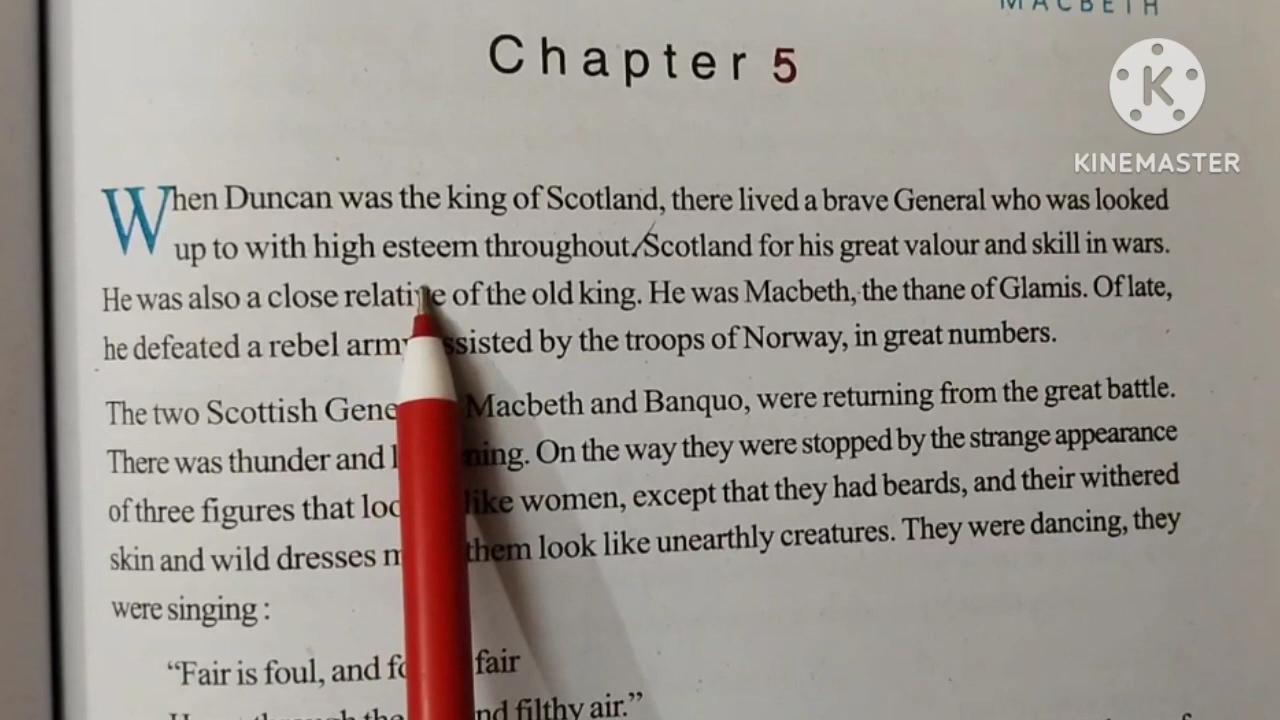 MACBETH
Chapter 5
K
KINEMASTER
When Duncan was the king of Scotland, there lived a brave General who was looked
up to with high esteem throughout Scotland for his great valour and skill in wars.
He was also a close relative of the old king. He was Macbeth, the thane of Glamis. Of late,
he defeated a rebel army assisted by the troops of Norway, in great numbers.
The two Scottish Macbeth and Banquo, were returning from the great battle.
There was thunder and On the way they were stopped by the strange appearance
of three figures that like women, except that they had beards, and their withered
skin and wild dresses them look like unearthly creatures. They were dancing, they
were singing :
“Fair is foul, and fair
through the filthy air.”